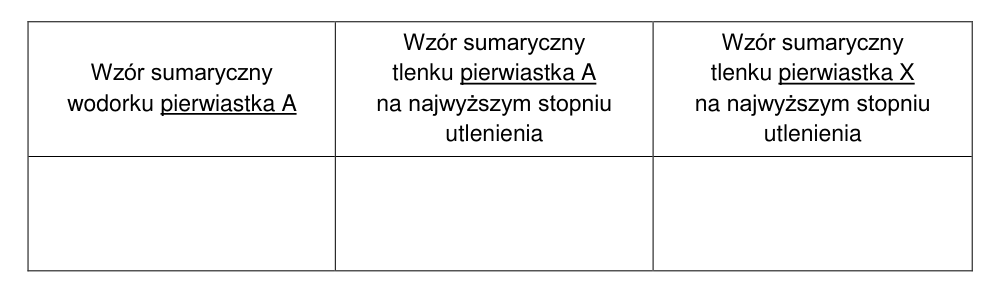 Wzór sumaryczny
wodorku pierwiastka A
Wzór sumaryczny
tlenku pierwiastka A
na najwyższym stopniu
utlenienia
Wzór sumaryczny
tlenku pierwiastka X
na najwyższym stopniu
utlenienia